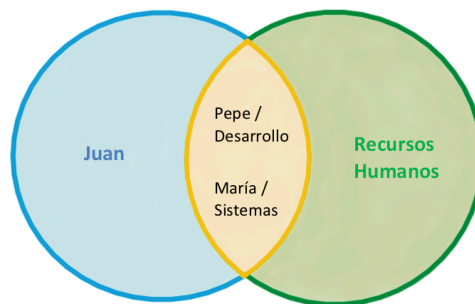 Juan
Pepe /
Desarrollo
María /
Sistemas
Recursos
Humanos